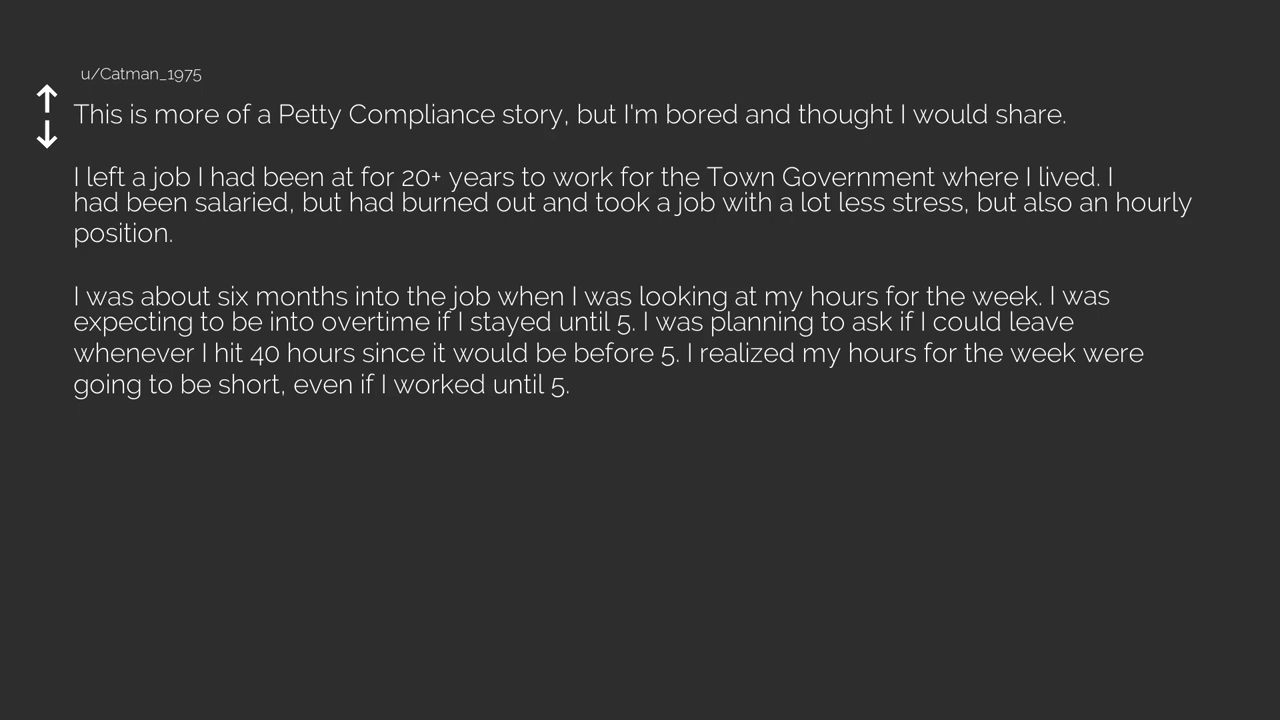 u/Catman_1975
This is more of a Petty Compliance story, but I'm bored and thought I would share.
I left a job I had been at for 20+ years to work for the Town Government where I lived. I
had been salaried, but had burned out and took a job with a lot less stress, but also an hourly
position.
I was about six months into the job when I was looking at my hours for the week. I was
expecting to be into overtime if I stayed until 5. I was planning to ask if I could leave
whenever I hit 40 hours since it would be before 5. I realized my hours for the week were
going to be short, even if I worked until 5.